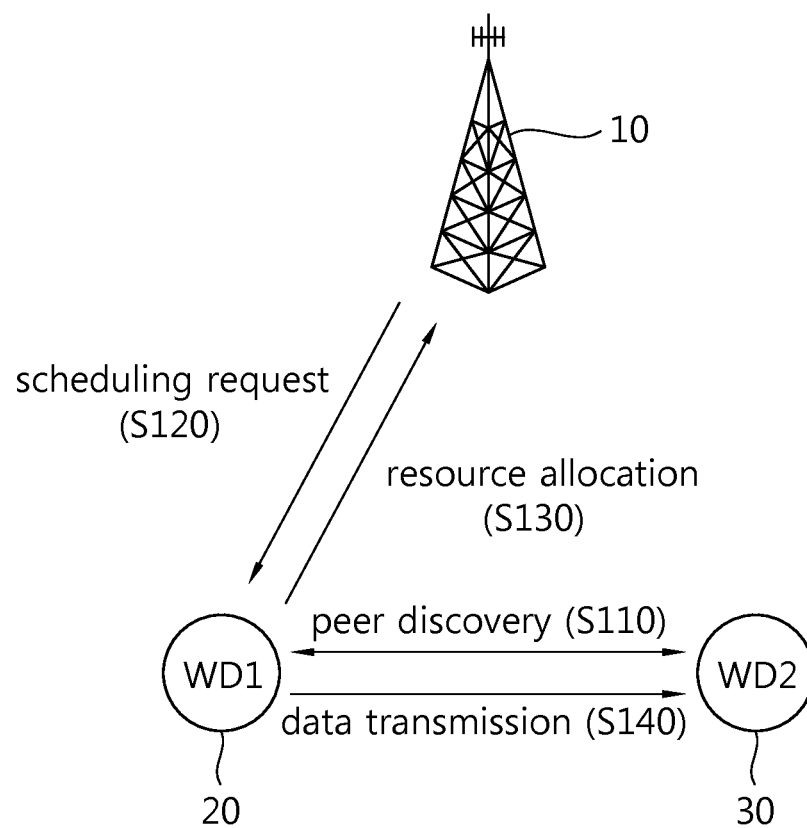 10
scheduling request
(S120)
resource allocation
(S130)
peer discovery (S110)
WD1
WD2
data transmission (S140)
20
30